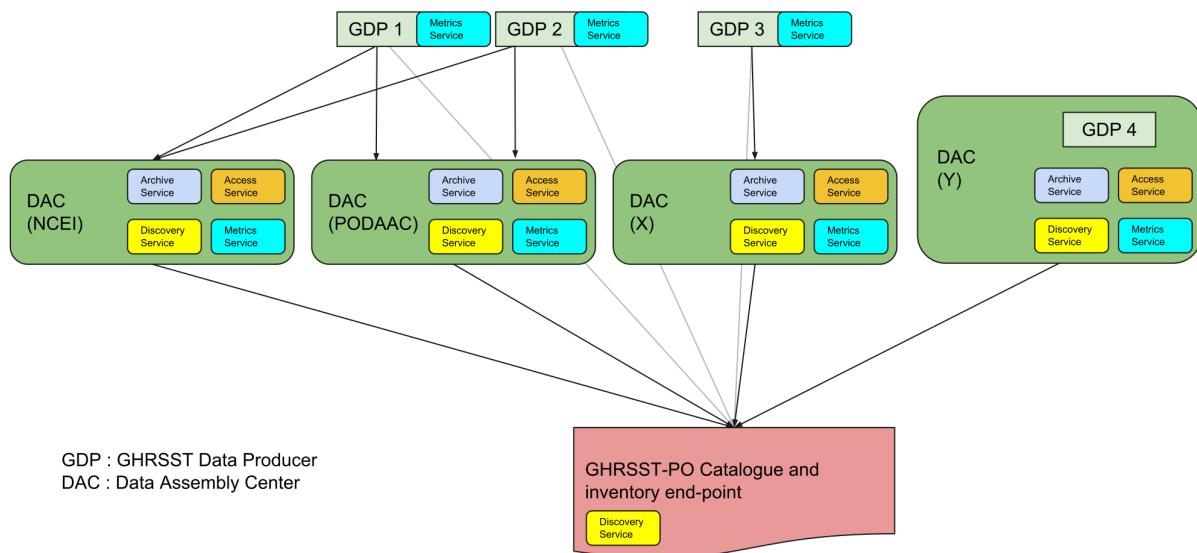 GDP 1
Metrics
Service
GDP 2
Metrics
Service
GDP 3
Metrics
Service
GDP 4
DAC
(NCEI)
Archive
Service
Access
Service
Discovery
Service
Metrics
Service
DAC
(PODAAC)
Archive
Service
Access
Service
Discovery
Service
Metrics
Service
DAC
(X)
Archive
Service
Access
Service
Discovery
Service
Metrics
Service
DAC
(Y)
Archive
Service
Access
Service
Discovery
Service
Metrics
Service
GDP : GHRSST Data Producer
DAC : Data Assembly Center
GHRSST-PO Catalogue and
inventory end-point
Discovery
Service